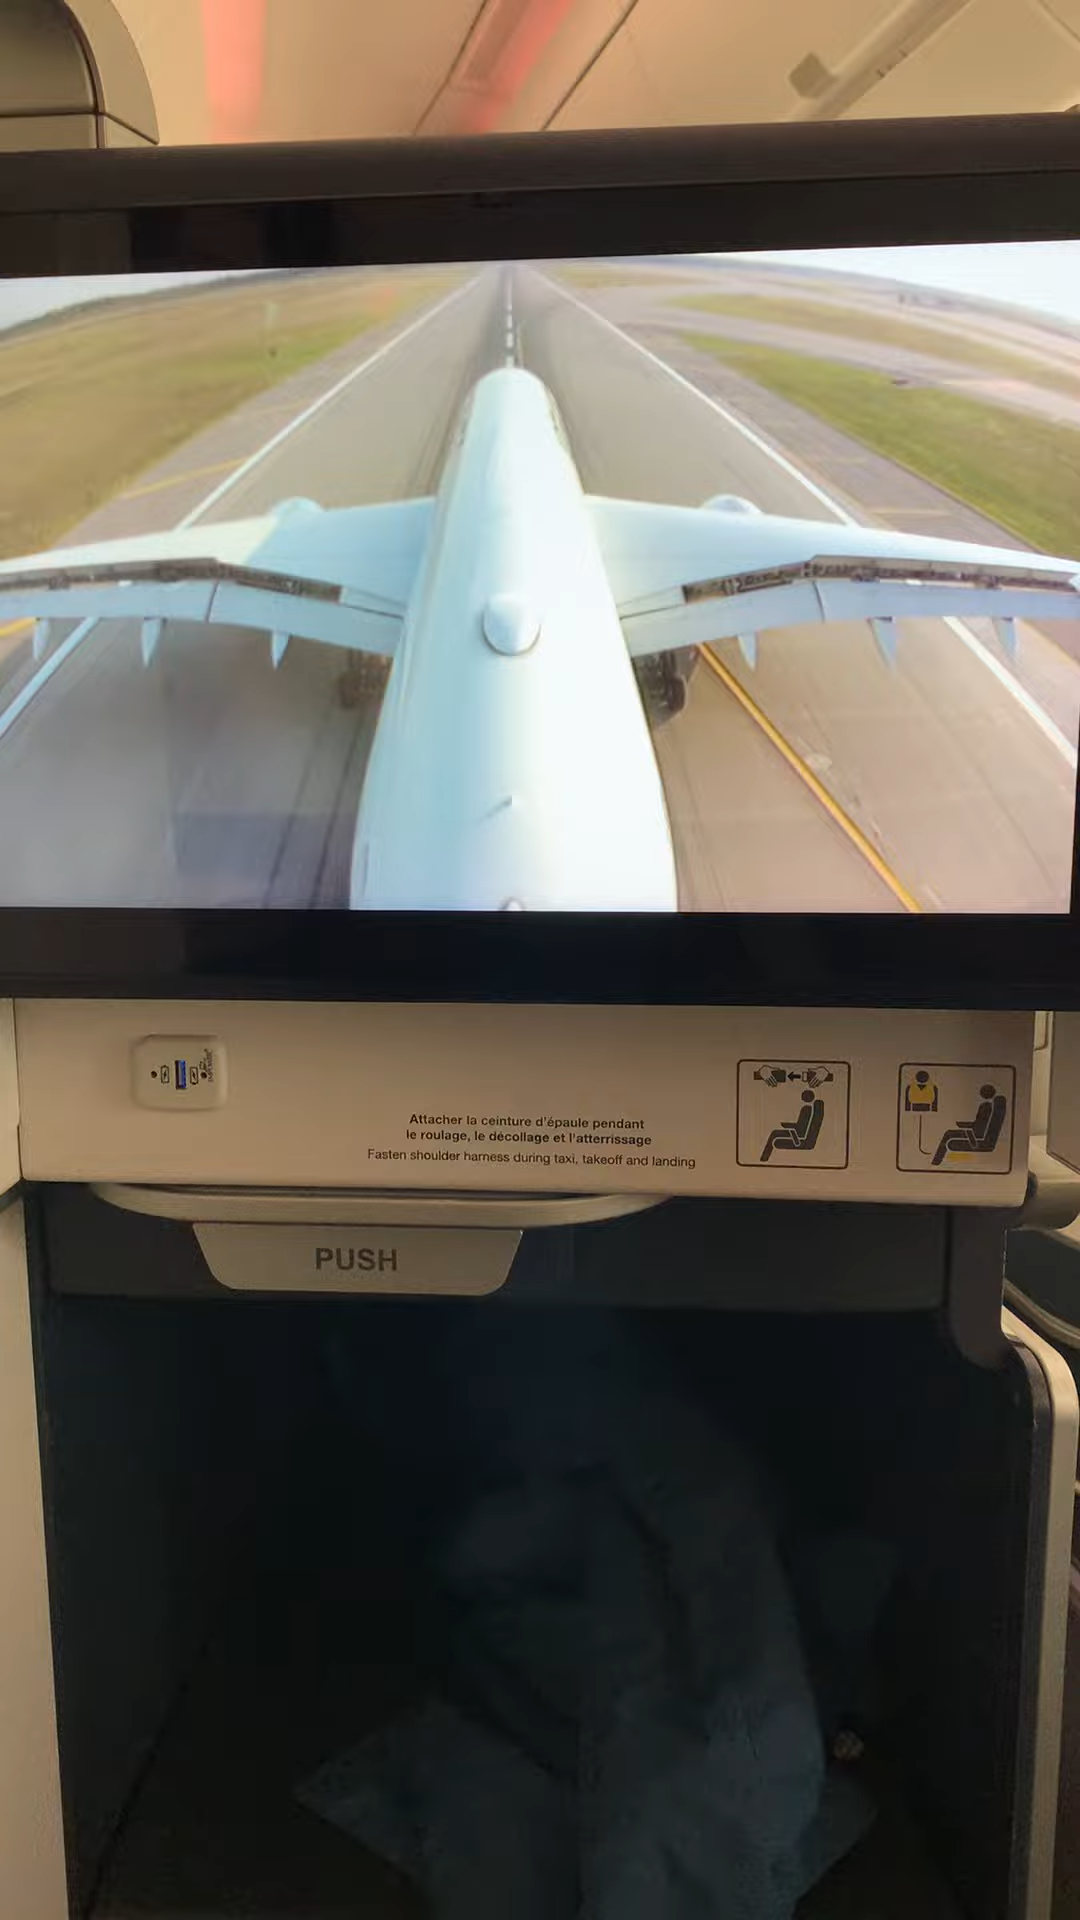 Attacher la ceinture d'épaule pendant
le roulage, le décollage et l'atterrissage
Fasten shoulder harness during taxi, takeoff and landing
PUSH